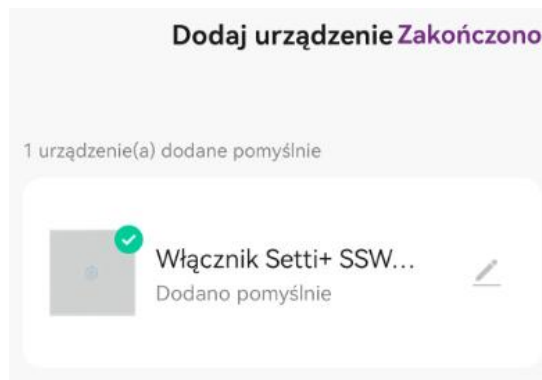 Dodaj urządzenie Zakończono
1 urządzenie(a) dodane pomyślnie
Włącznik Setti+ SSW...
Dodano pomyślnie